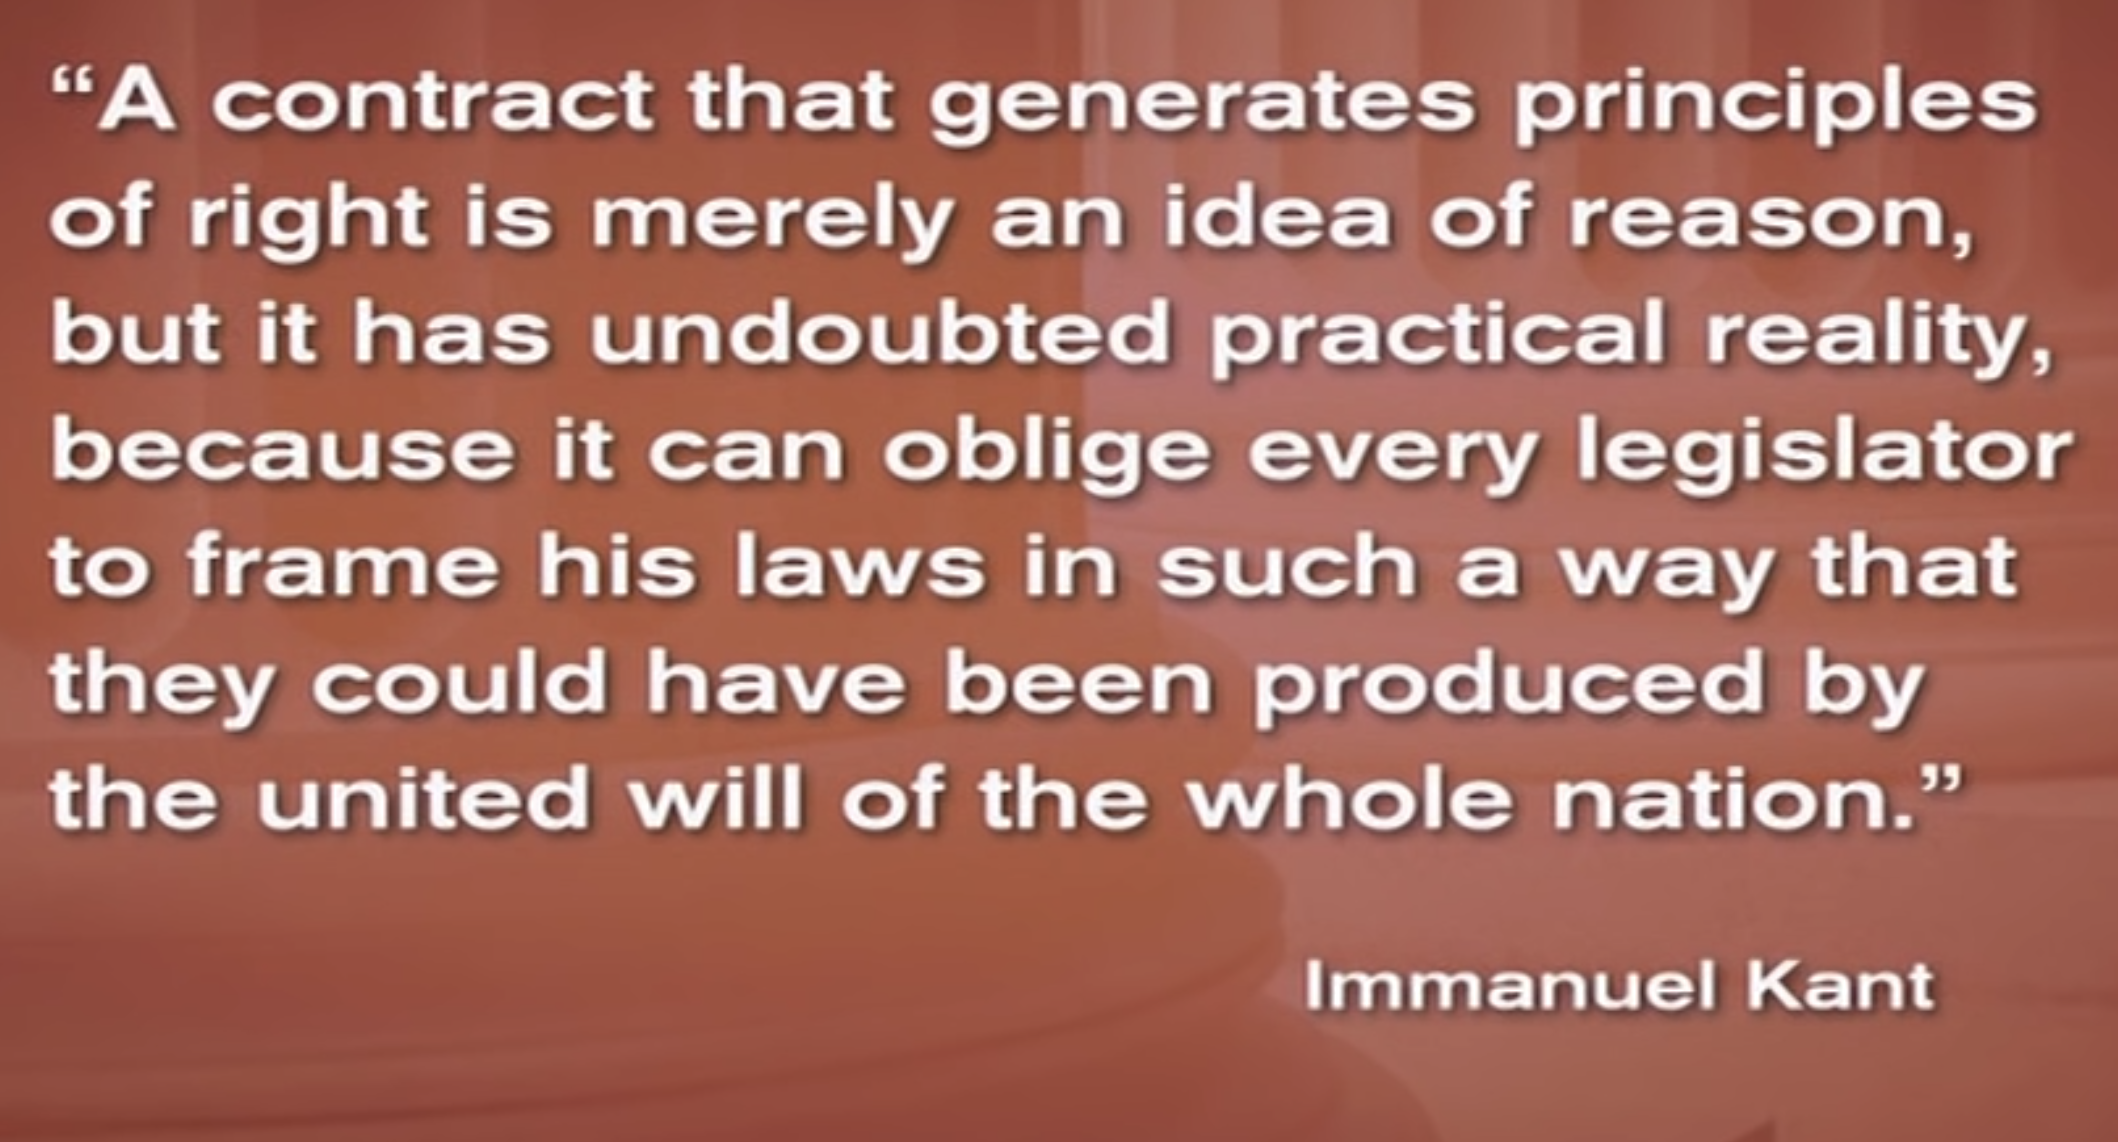 “A contract that generates principles
of right is merely an idea of reason,
but it has undoubted practical reality,
because it can oblige every legislator
to frame his laws in such a way that
they could have been produced by
the united will of the whole nation.”
Immanuel Kant